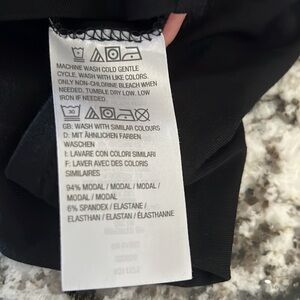 MACHINE WASH COLD GENTLE
CYCLE, WASH WITH LIKE COLORS.
ONLY NON-CHLORINE BLEACH WHEN
NEEDED, TUMBLE DRY LOW, LOW
IRON IF NEEDED.
30
GB: WASH WITH SIMILAR COLOURS
D: MIT ÄHNLICHEN FARBEN
WASCHEN
I: LAVARE CON COLORI SIMILARI
F: LAVER AVEC DES COLORIS
SIMILAIRES
94% MODAL / MODAL / MODAL /
MODAL / MODAL
6% SPANDEX / ELASTANE /
ELASTHAN / ELASTAN / ÉLASTHANNE